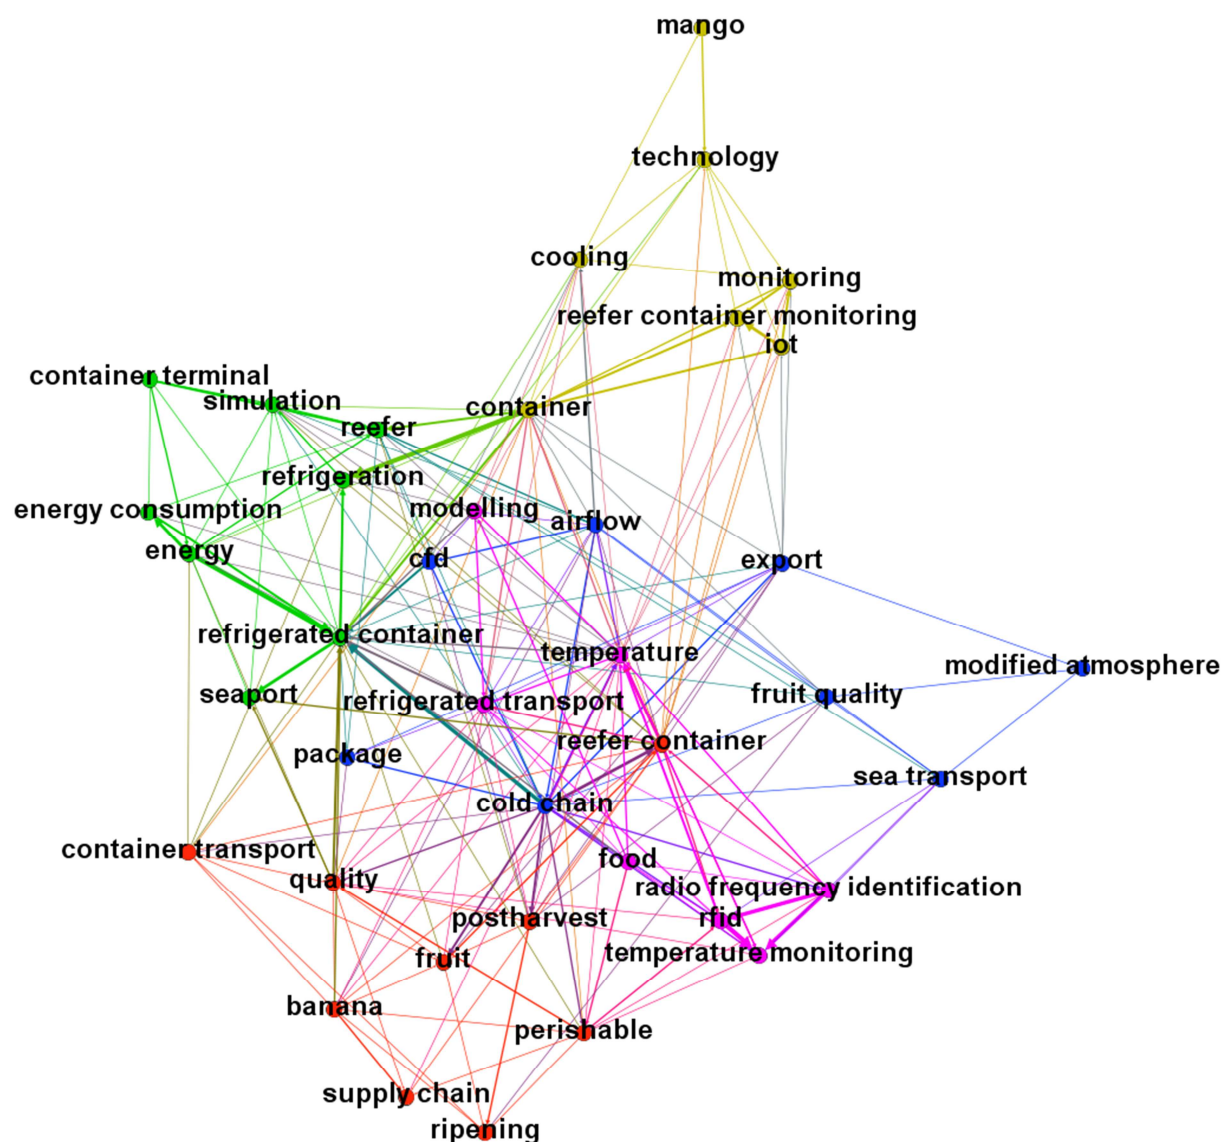 mango
technology
cooling
monitoring
reefer container monitoring
iot
container terminal
simulation
container
reefer
refrigeration
energy consumption
modelling
airflow
energy
cfd
export
refrigerated container
temperature
modified atmosphere
seaport
refrigerated transport
fruit quality
reefer container
package
sea transport
cold chain
container transport
food
quality
radio frequency identification
postharvest
rfid
fruit
temperature monitoring
banana
perishable
supply chain
ripening